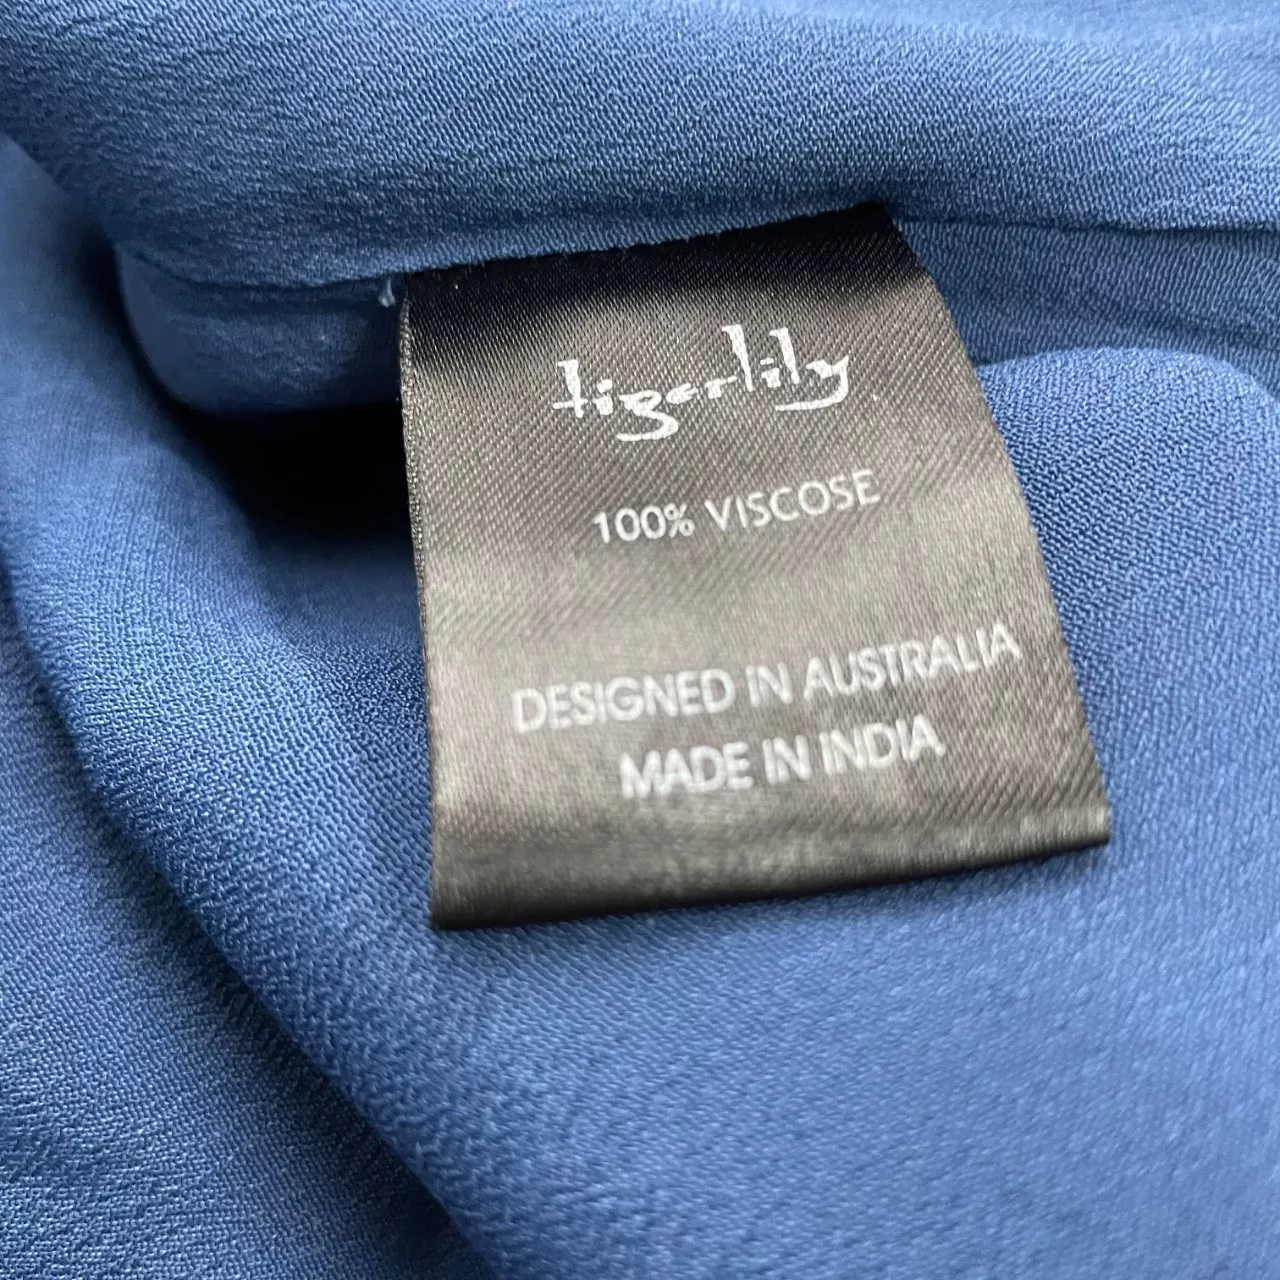 tigerlily
100% VISCOSE
DESIGNED IN AUSTRALIA
MADE IN INDIA